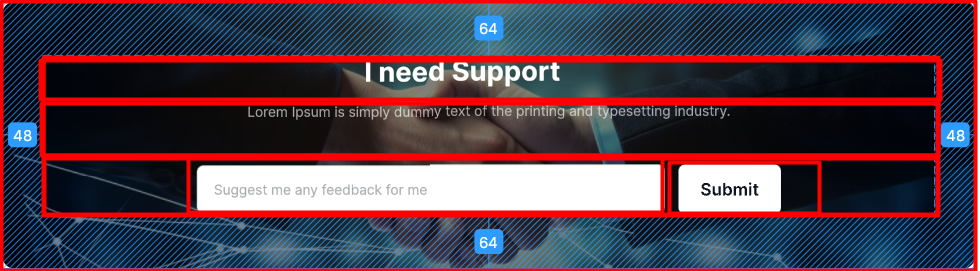 64
I need Support
Lorem Ipsum is simply dummy text of the printing and typesetting industry.
48
48
Suggest me any feedback for me
Submit
64